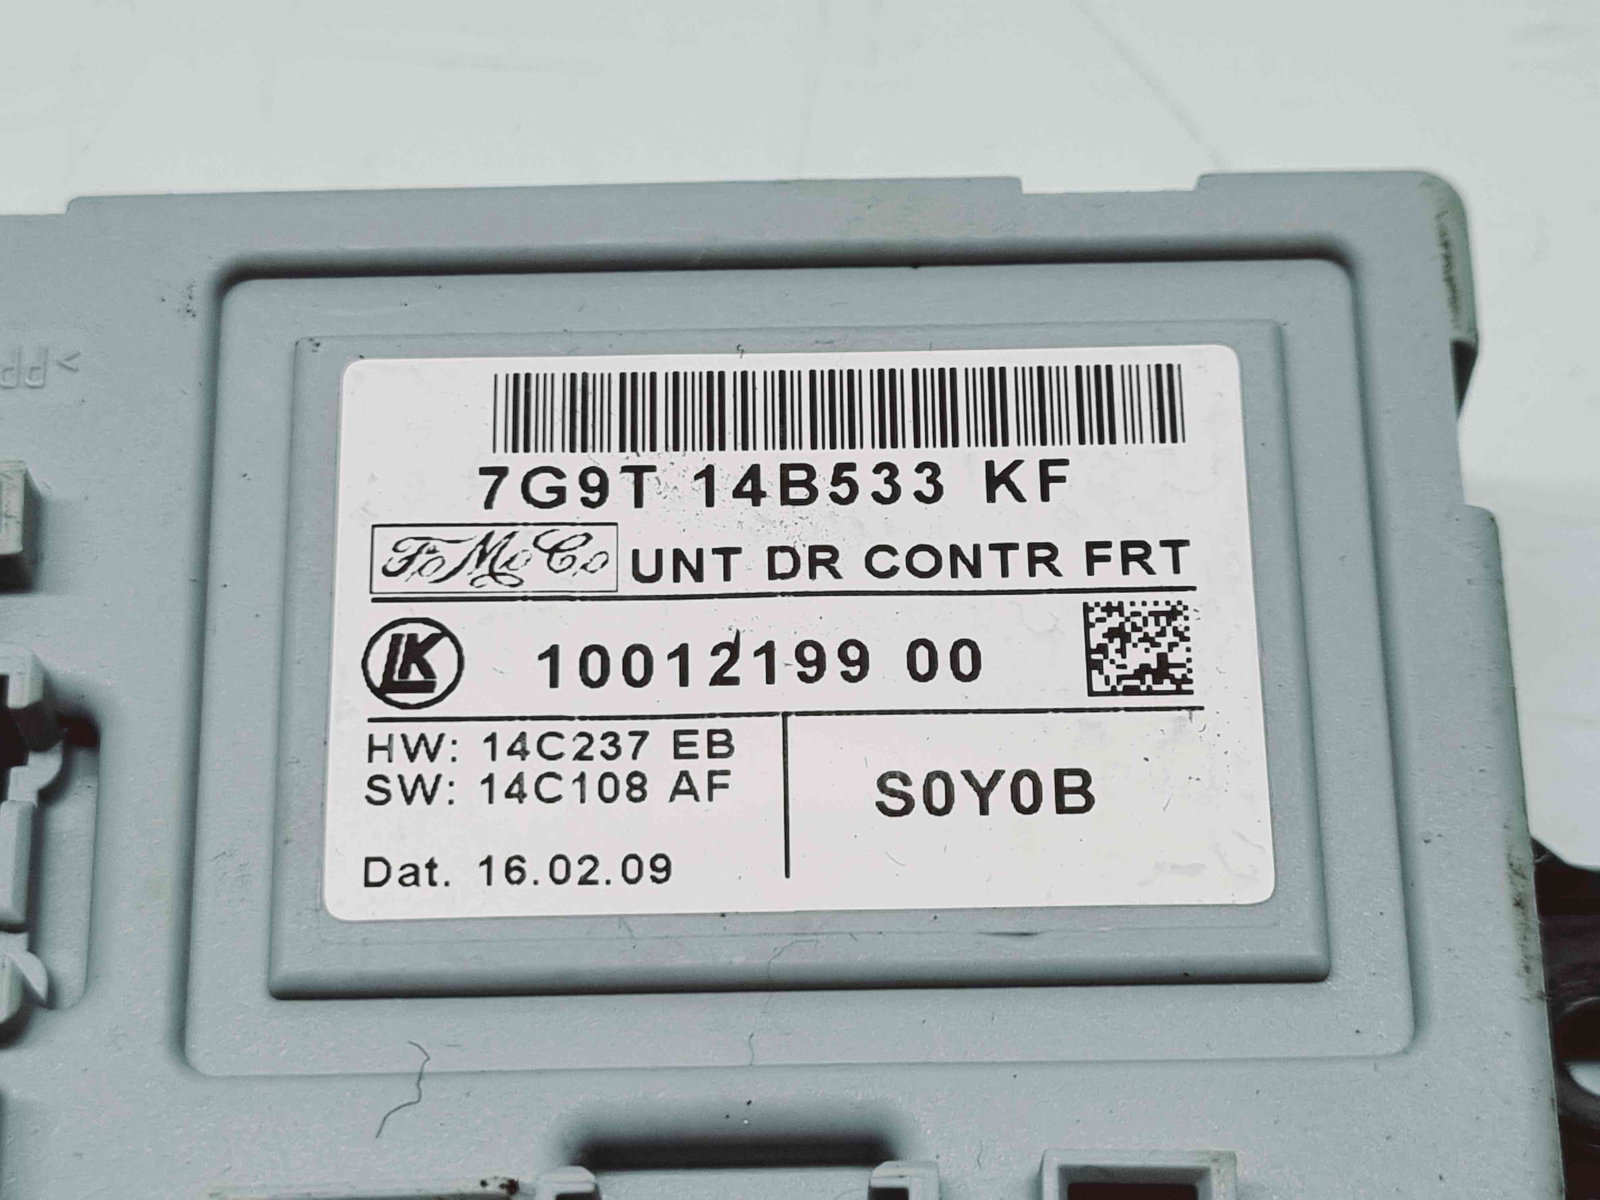 7G9T 14B533 KF
FoMoCo UNT DR CONTR FRT
LK 10012199 00
HW: 14C237 EB
SW: 14C108 AF
S0Y0B
Dat. 16.02.09